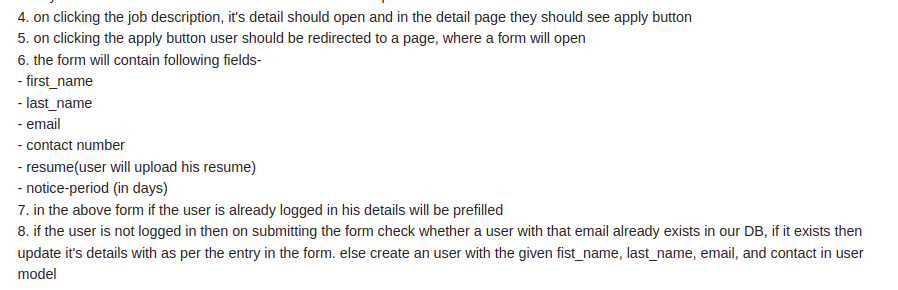 4. on clicking the job description, it's detail should open and in the detail page they should see apply button
5. on clicking the apply button user should be redirected to a page, where a form will open
6. the form will contain following fields-
- first_name
- last_name
- email
- contact number
- resume(user will upload his resume)
- notice-period (in days)
7. in the above form if the user is already logged in his details will be prefilled
8. if the user is not logged in then on submitting the form check whether a user with that email already exists in our DB, if it exists then
update it's details with as per the entry in the form. else create an user with the given fist_name, last_name, email, and contact in user
model